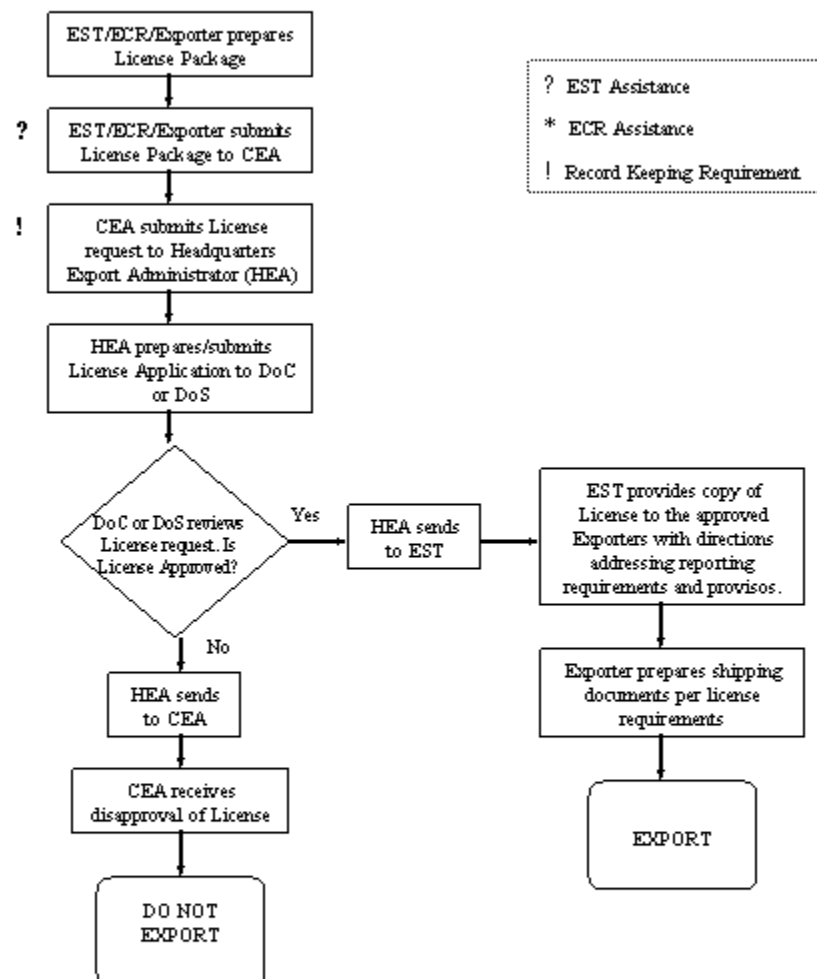 EST/ECR/Exporter prepares
License Package
? EST Assistance
* ECR Assistance
! Record Keeping Requirement
?
EST/ECR/Exporter submits
License Package to CEA
!
CEA submits License
request to Headquarters
Export Administrator (HEA)
HEA prepares/submits
License Application to DoC
or DoS
DoC or DoS reviews
License request. Is
License Approved?
Yes
HEA sends
to EST
EST provides copy of
License to the approved
Exporters with directions
addressing reporting
requirements and provisos.
No
HEA sends
to CEA
Exporter prepares shipping
documents per license
requirements
CEA receives
disapproval of License
EXPORT
DO NOT
EXPORT